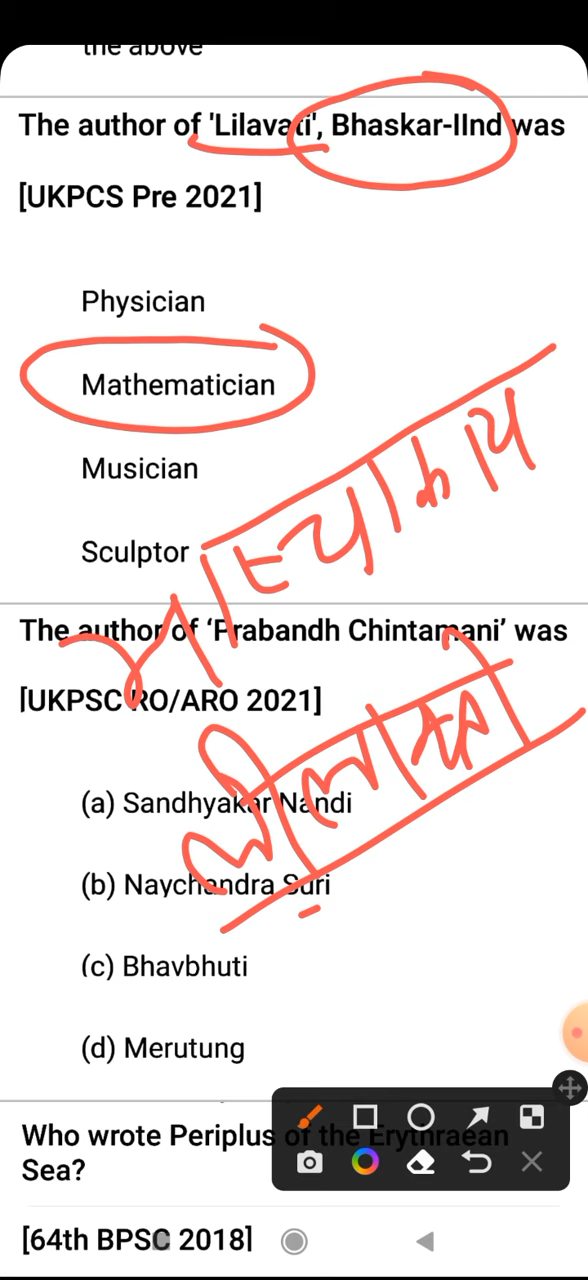 the above
The author of 'Lilavati', Bhaskar-IInd was
[UKPCS Pre 2021]
Physician
Mathematician
Musician
Sculptor
The author of ‘Prabandh Chintamani’ was
[UKPSC RO/ARO 2021]
(a) Sandhyakar Nandi
(b) Naychandra Suri
(c) Bhavbhuti
(d) Merutung
Who wrote Periplus of the Erythraean
Sea?
[64th BPSC 2018]